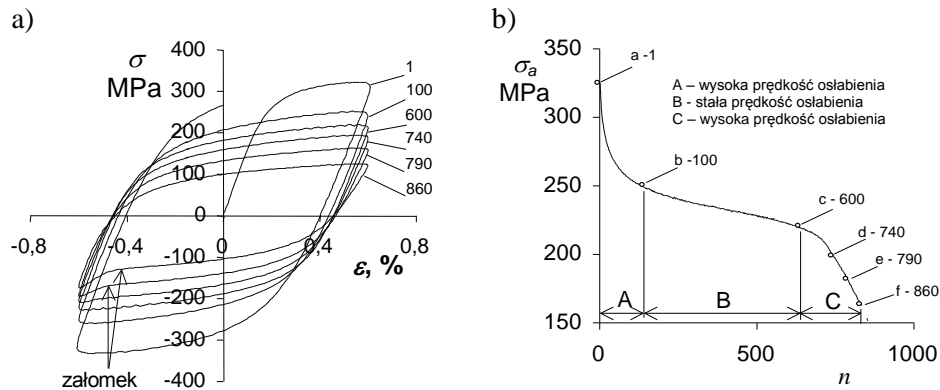 a)
σ
MPa
400
300
200
100
0
-100
-200
-300
-400
-0,8
-0,4
0
0,4
0,8
ε, %
1
100
600
740
790
860
załomek
b)
σa
MPa
400
350
300
250
200
150
0
500
1000
n
a -1
A – wysoka prędkość osłabienia
B - stała prędkość osłabienia
C – wysoka prędkość osłabienia
b -100
c - 600
d - 740
e - 790
f - 860
A
B
C